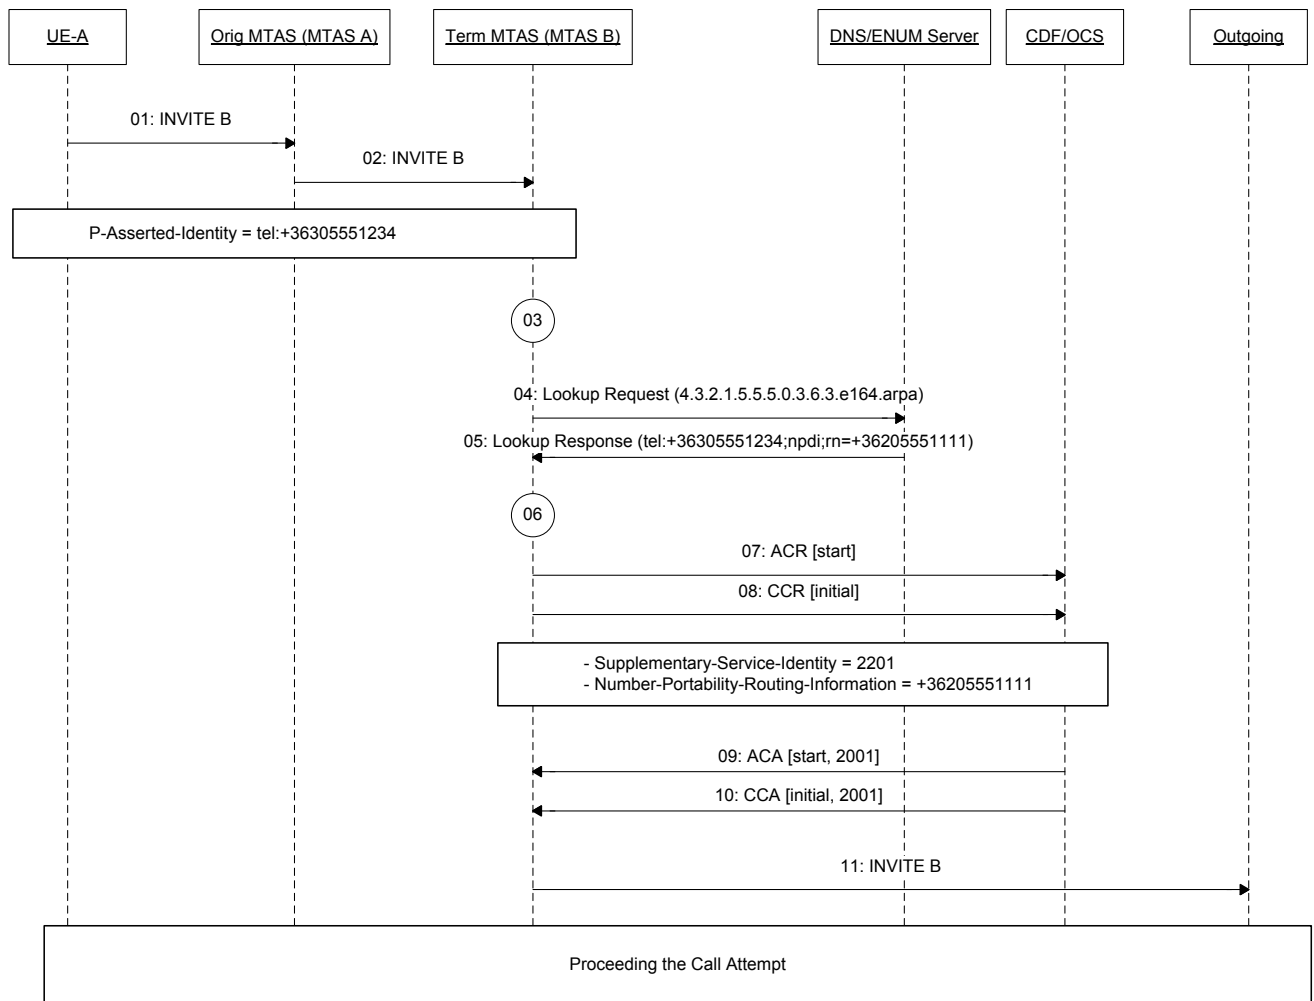 UE-A
Orig MTAS (MTAS A)
Term MTAS (MTAS B)
DNS/ENUM Server
CDF/OCS
Outgoing
01: INVITE B
02: INVITE B
P-Asserted-Identity = tel:+36305551234
03
04: Lookup Request (4.3.2.1.5.5.5.0.3.6.3.e164.arpa)
05: Lookup Response (tel:+36305551234;npdi;rn=+36205551111)
06
07: ACR [start]
08: CCR [initial]
- Supplementary-Service-Identity = 2201
- Number-Portability-Routing-Information = +36205551111
09: ACA [start, 2001]
10: CCA [initial, 2001]
11: INVITE B
Proceeding the Call Attempt